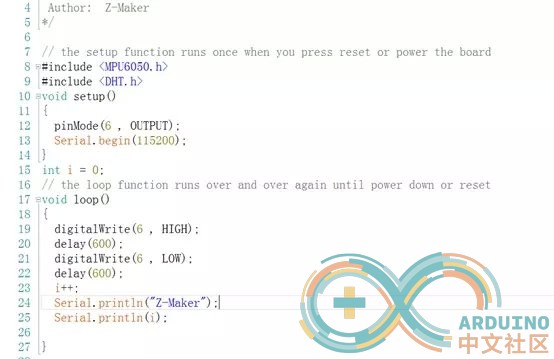 4 Author: Z-Maker
5 */
6
7 // the setup function runs once when you press reset or power the board
8 #include <MPU6050.h>
9 #include <DHT.h>
10 void setup()
11 {
12 pinMode(6 , OUTPUT);
13 Serial.begin(115200);
14 }
15 int i = 0;
16 // the loop function runs over and over again until power down or reset
17 void loop()
18 {
19 digitalWrite(6 , HIGH);
20 delay(600);
21 digitalWrite(6 , LOW);
22 delay(600);
23 i++;
24 Serial.println("Z-Maker");
25 Serial.println(i);
26
27 }
ARDUINO
中文社区